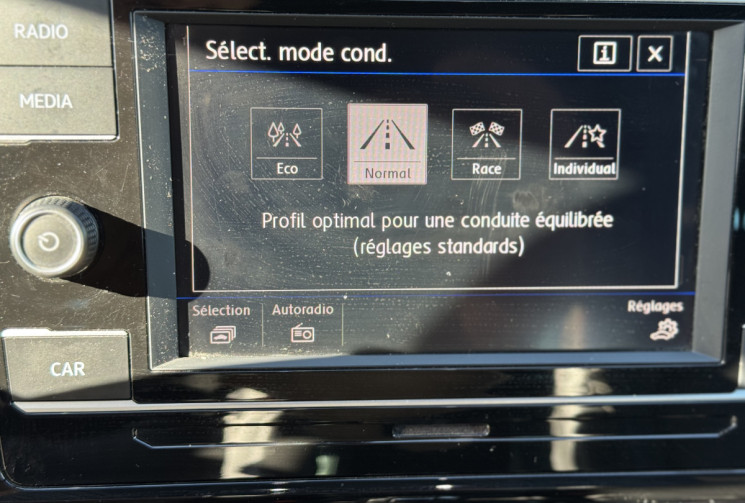 RADIO
MEDIA
CAR
Sélect. mode cond.
i X
Eco Normal Race Individual
Profil optimal pour une conduite équilibrée
(réglages standards)
Sélection Autoradio Réglages